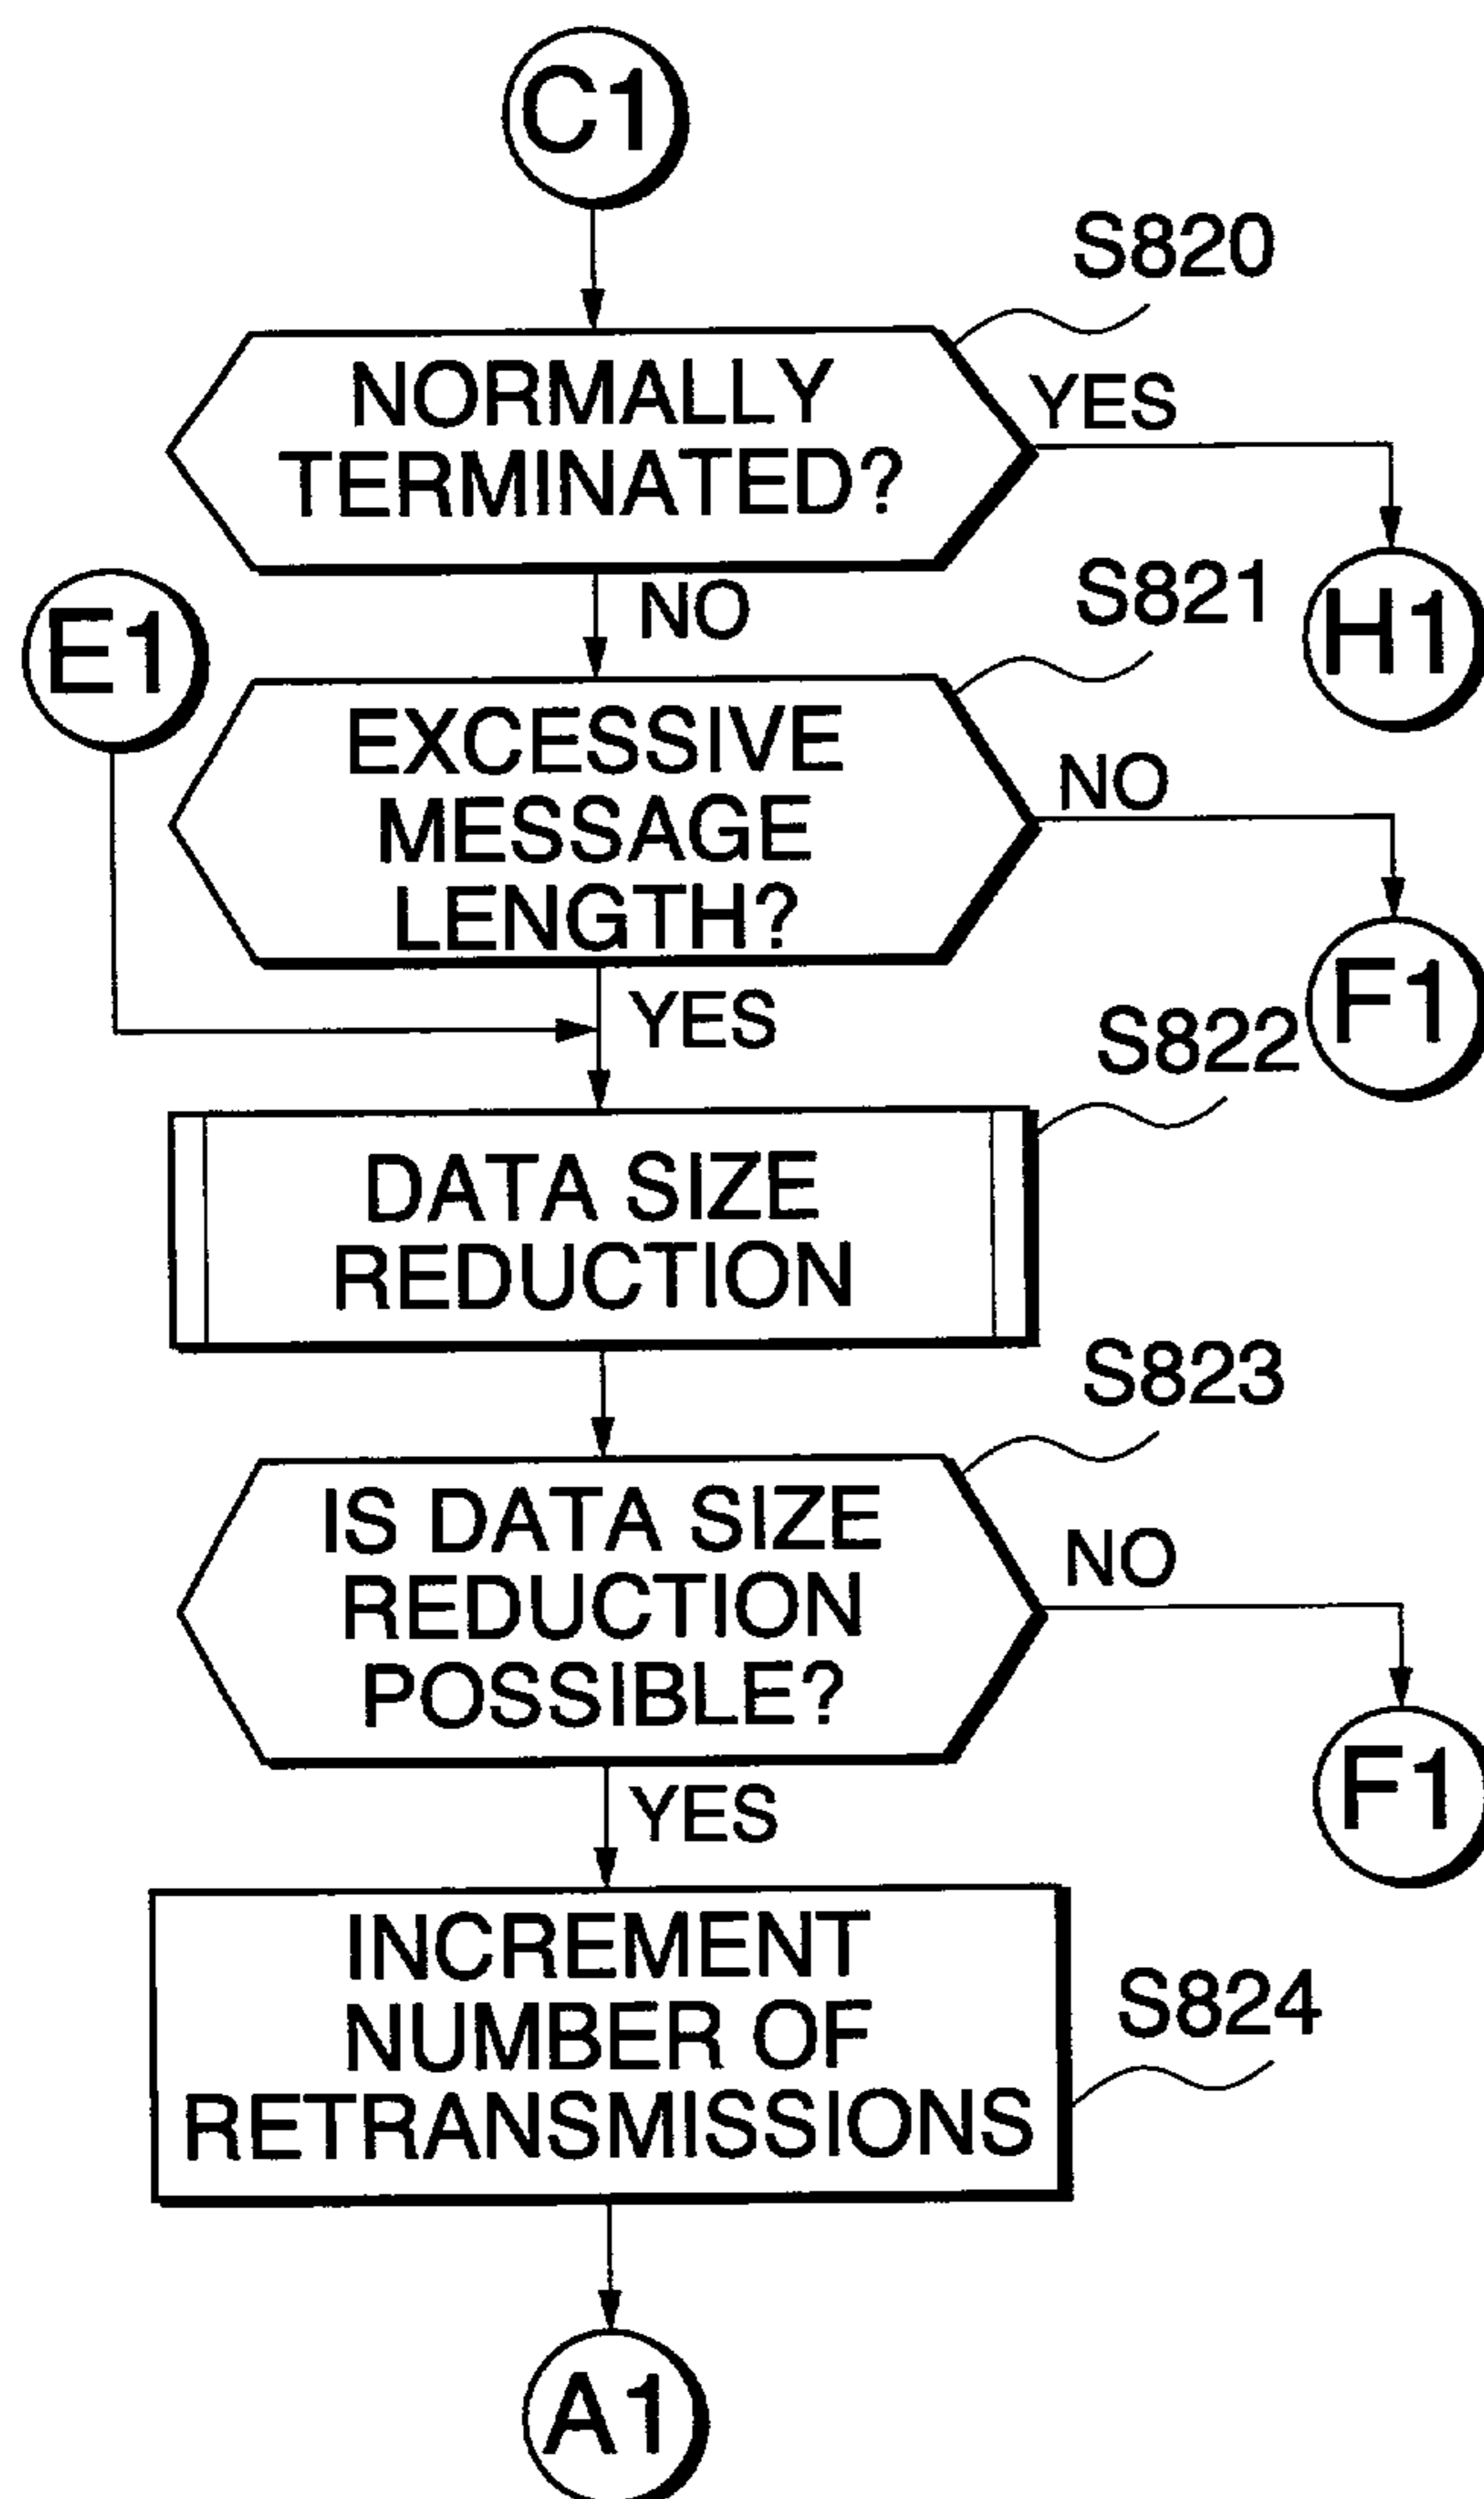 C1
S820
NORMALLY
TERMINATED?
YES
H1
NO
E1
S821
EXCESSIVE
MESSAGE
LENGTH?
NO
F1
YES
S822
DATA SIZE
REDUCTION
S823
IS DATA SIZE
REDUCTION
POSSIBLE?
NO
F1
YES
INCREMENT
NUMBER OF
RETRANSMISSIONS
S824
A1